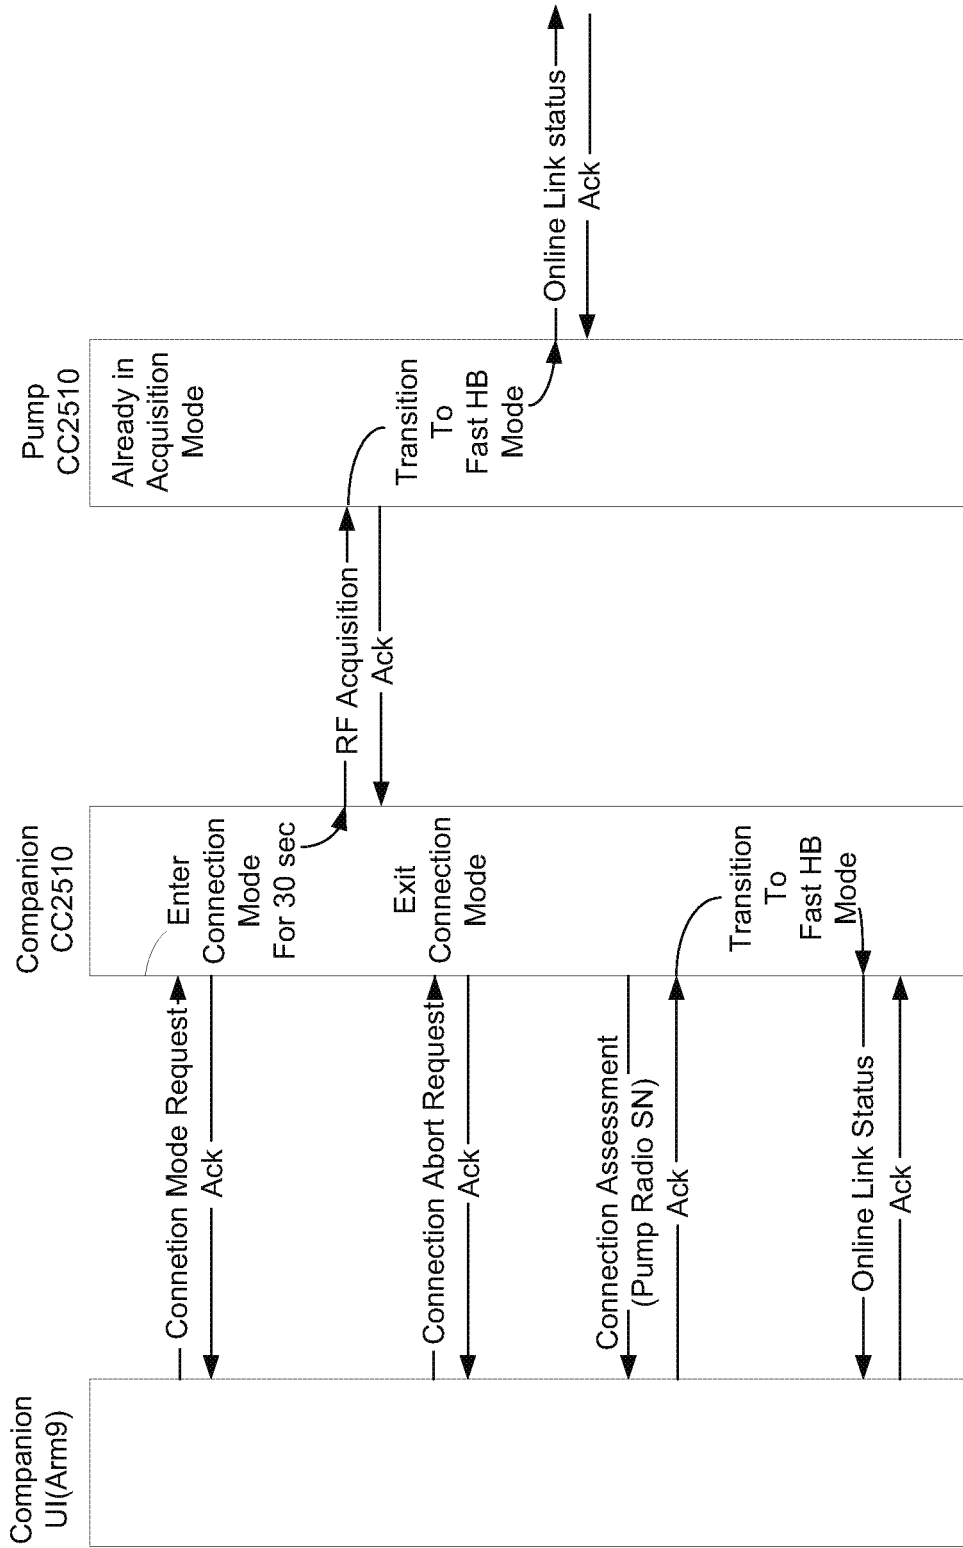 Companion
UI(Arm9)
Companion
CC2510
Pump
CC2510
Connetion Mode Request
Ack
Enter
Connection
Mode
For 30 sec
RF Acquisition
Ack
Already in
Acquisition
Mode
Transition
To
Fast HB
Mode
Online Link status
Ack
Connection Abort Request
Ack
Exit
Connection
Mode
Connection Assessment
(Pump Radio SN)
Ack
Transition
To
Fast HB
Mode
Online Link Status
Ack